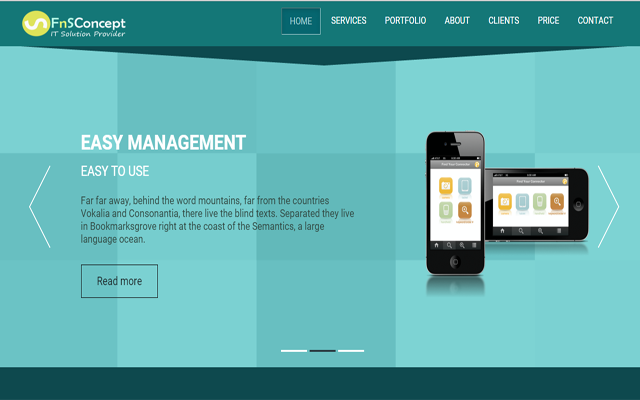 FnSConcept
IT Solution Provider
HOME SERVICES PORTFOLIO ABOUT CLIENTS PRICE CONTACT
EASY MANAGEMENT
EASY TO USE
Far far away, behind the word mountains, far from the countries
Vokalia and Consonantia, there live the blind texts. Separated they live
in Bookmarksgrove right at the coast of the Semantics, a large
language ocean.
Read more